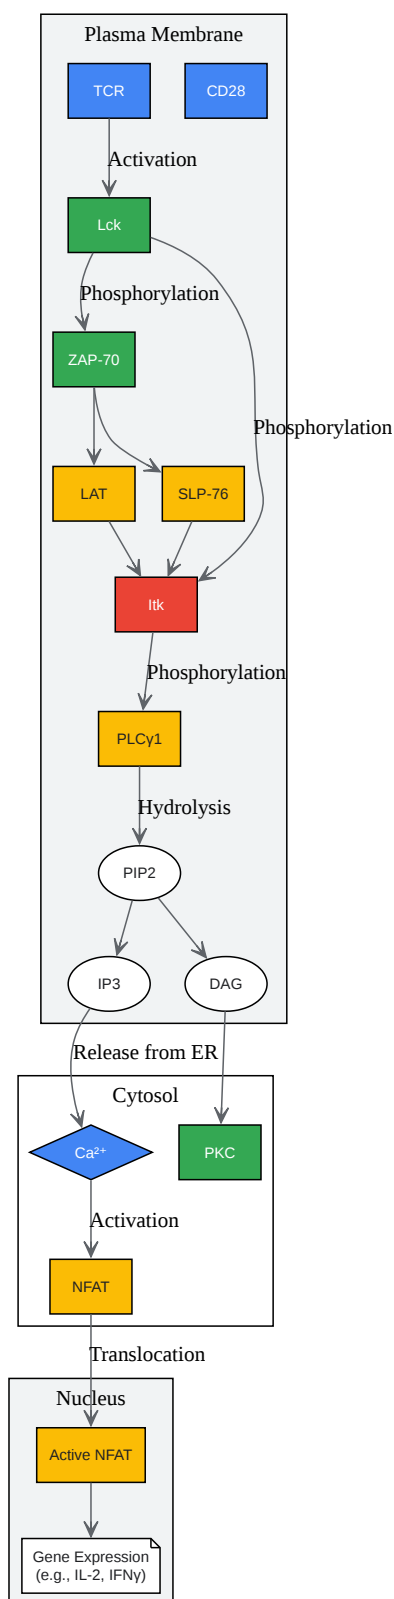 Plasma Membrane
TCR
CD28
Activation
Lck
Phosphorylation
ZAP-70
Phosphorylation
LAT
SLP-76
Itk
Phosphorylation
PLCγ1
Hydrolysis
PIP2
IP3
DAG
Release from ER
Cytosol
Ca²⁺
PKC
Activation
NFAT
Translocation
Nucleus
Active NFAT
Gene Expression
(e.g., IL-2, IFNγ)